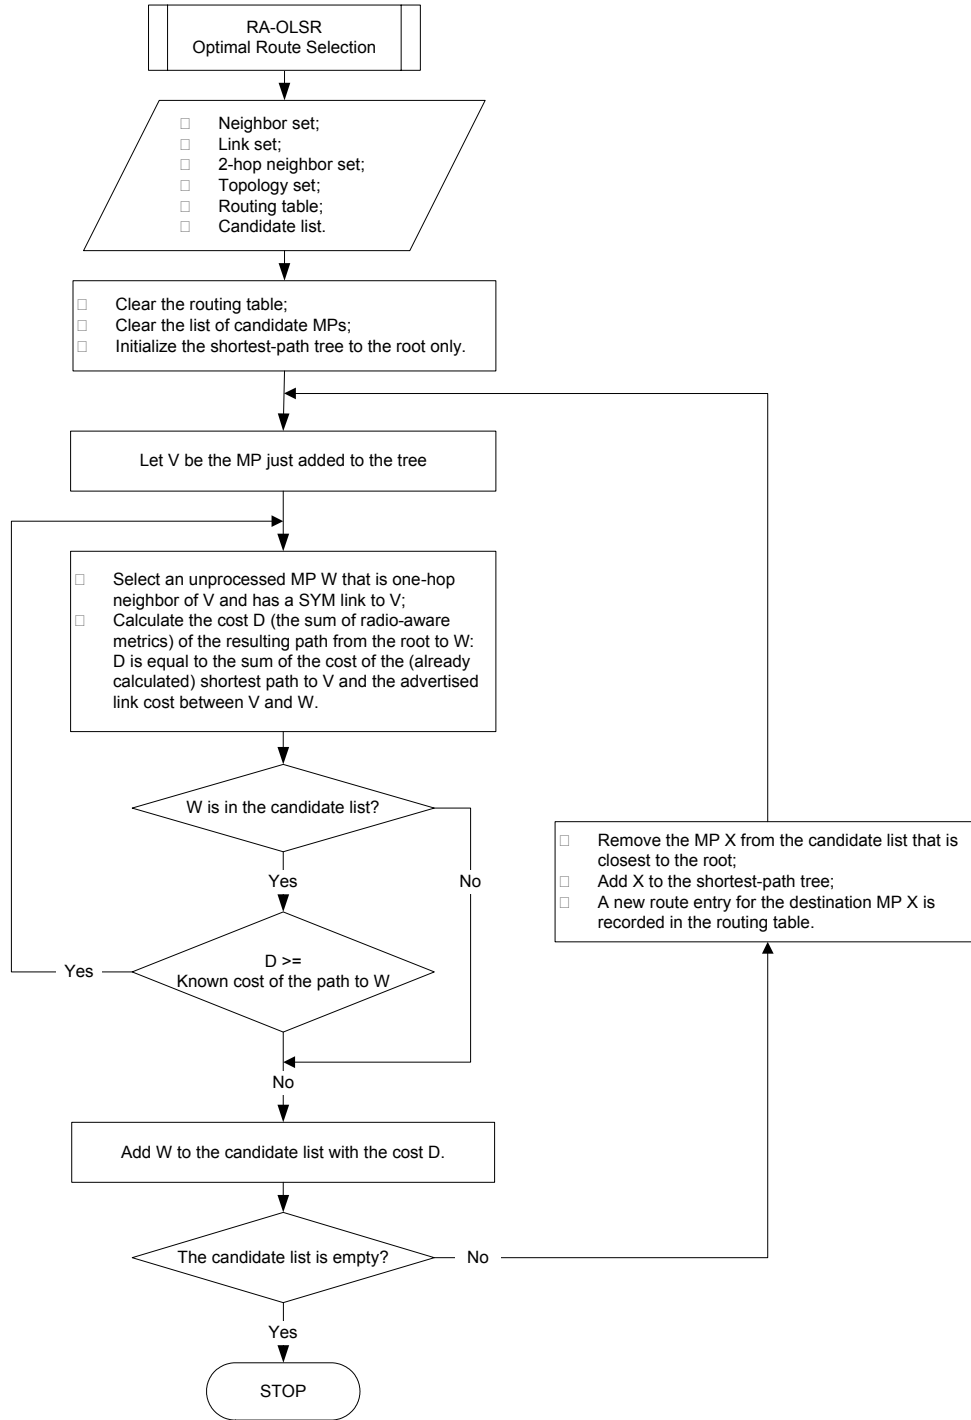 RA-OLSR
Optimal Route Selection
Neighbor set;
Link set;
2-hop neighbor set;
Topology set;
Routing table;
Candidate list.
Clear the routing table;
Clear the list of candidate MPs;
Initialize the shortest-path tree to the root only.
Let V be the MP just added to the tree
Select an unprocessed MP W that is one-hop
neighbor of V and has a SYM link to V;
Calculate the cost D (the sum of radio-aware
metrics) of the resulting path from the root to W:
D is equal to the sum of the cost of the (already
calculated) shortest path to V and the advertised
link cost between V and W.
W is in the candidate list?
Yes
No
D >=
Known cost of the path to W
Yes
No
Add W to the candidate list with the cost D.
The candidate list is empty?
No
Yes
STOP
Remove the MP X from the candidate list that is
closest to the root;
Add X to the shortest-path tree;
A new route entry for the destination MP X is
recorded in the routing table.